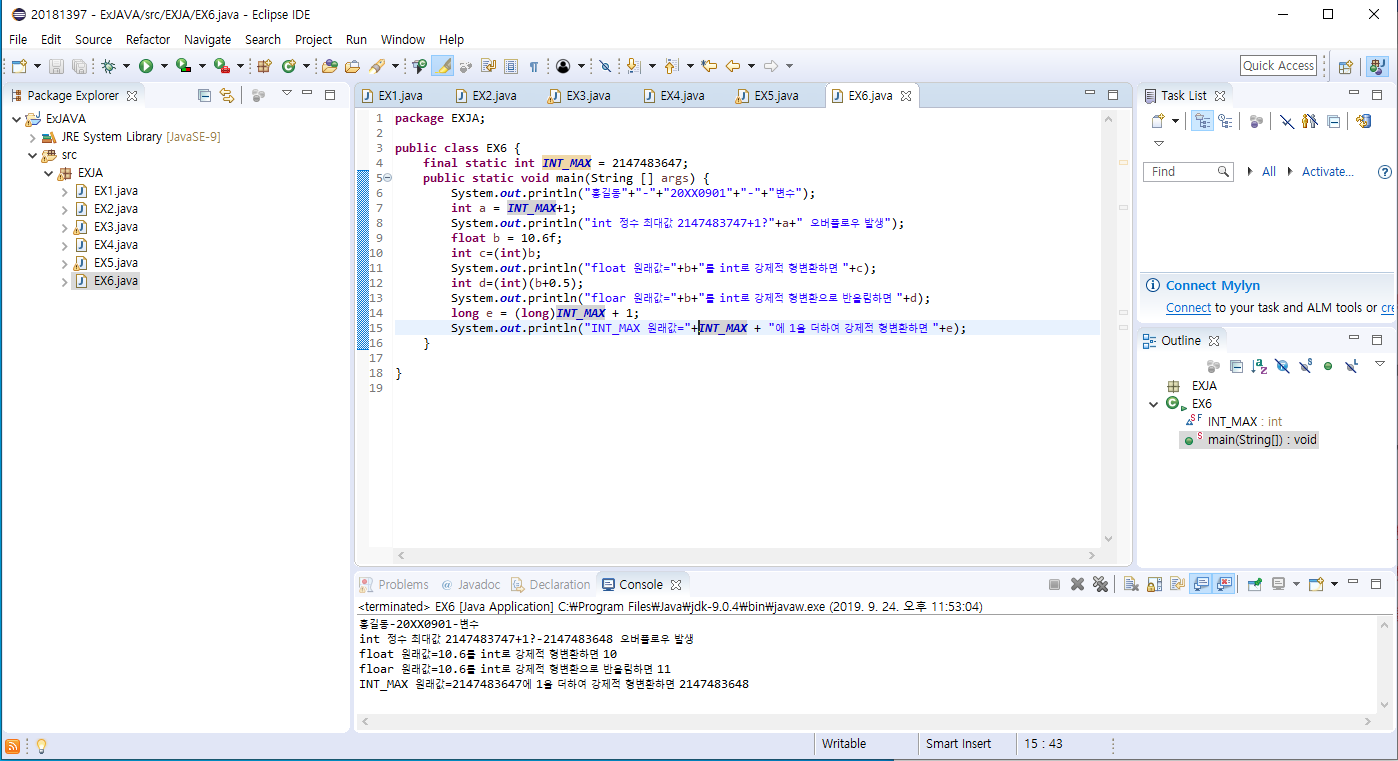 20181397 - ExJAVA/src/EXJA/EX6.java - Eclipse IDE
File Edit Source Refactor Navigate Search Project Run Window Help
Quick Access
Package Explorer
ExJAVA
JRE System Library [JavaSE-9]
src
EXJA
EX1.java
EX2.java
EX3.java
EX4.java
EX5.java
EX6.java
EX1.java EX2.java EX3.java EX4.java EX5.java EX6.java
1 package EXJA;
2
3 public class EX6 {
4 final static int INT_MAX = 2147483647;
5 public static void main(String [] args) {
6 System.out.println("홍길동"+"-"+"20XX0901"+"-"+"변수");
7 int a = INT_MAX+1;
8 System.out.println("int 정수 최대값 2147483747+1?"+a+" 오버플로우 발생");
9 float b = 10.6f;
10 int c=(int)b;
11 System.out.println("float 원래값="+b+"를 int로 강제적 형변환하면 "+c);
12 int d=(int)(b+0.5);
13 System.out.println("floar 원래값="+b+"를 int로 강제적 형변환으로 반올림하면 "+d);
14 long e = (long)INT_MAX + 1;
15 System.out.println("INT_MAX 원래값="+INT_MAX + "에 1을 더하여 강제적 형변환하면 "+e);
16 }
17
18 }
19
Task List
Find All Activate...
Connect Mylyn
Connect to your task and ALM tools or cre
Outline
EXJA
EX6
INT_MAX : int
main(String[]) : void
Problems Javadoc Declaration Console
<terminated> EX6 [Java Application] C:₩Program Files₩Java₩jdk-9.0.4₩bin₩javaw.exe (2019. 9. 24. 오후 11:53:04)
홍길동-20XX0901-변수
int 정수 최대값 2147483747+1?-2147483648 오버플로우 발생
float 원래값=10.6를 int로 강제적 형변환하면 10
floar 원래값=10.6를 int로 강제적 형변환으로 반올림하면 11
INT_MAX 원래값=2147483647에 1을 더하여 강제적 형변환하면 2147483648
Writable Smart Insert 15 : 43